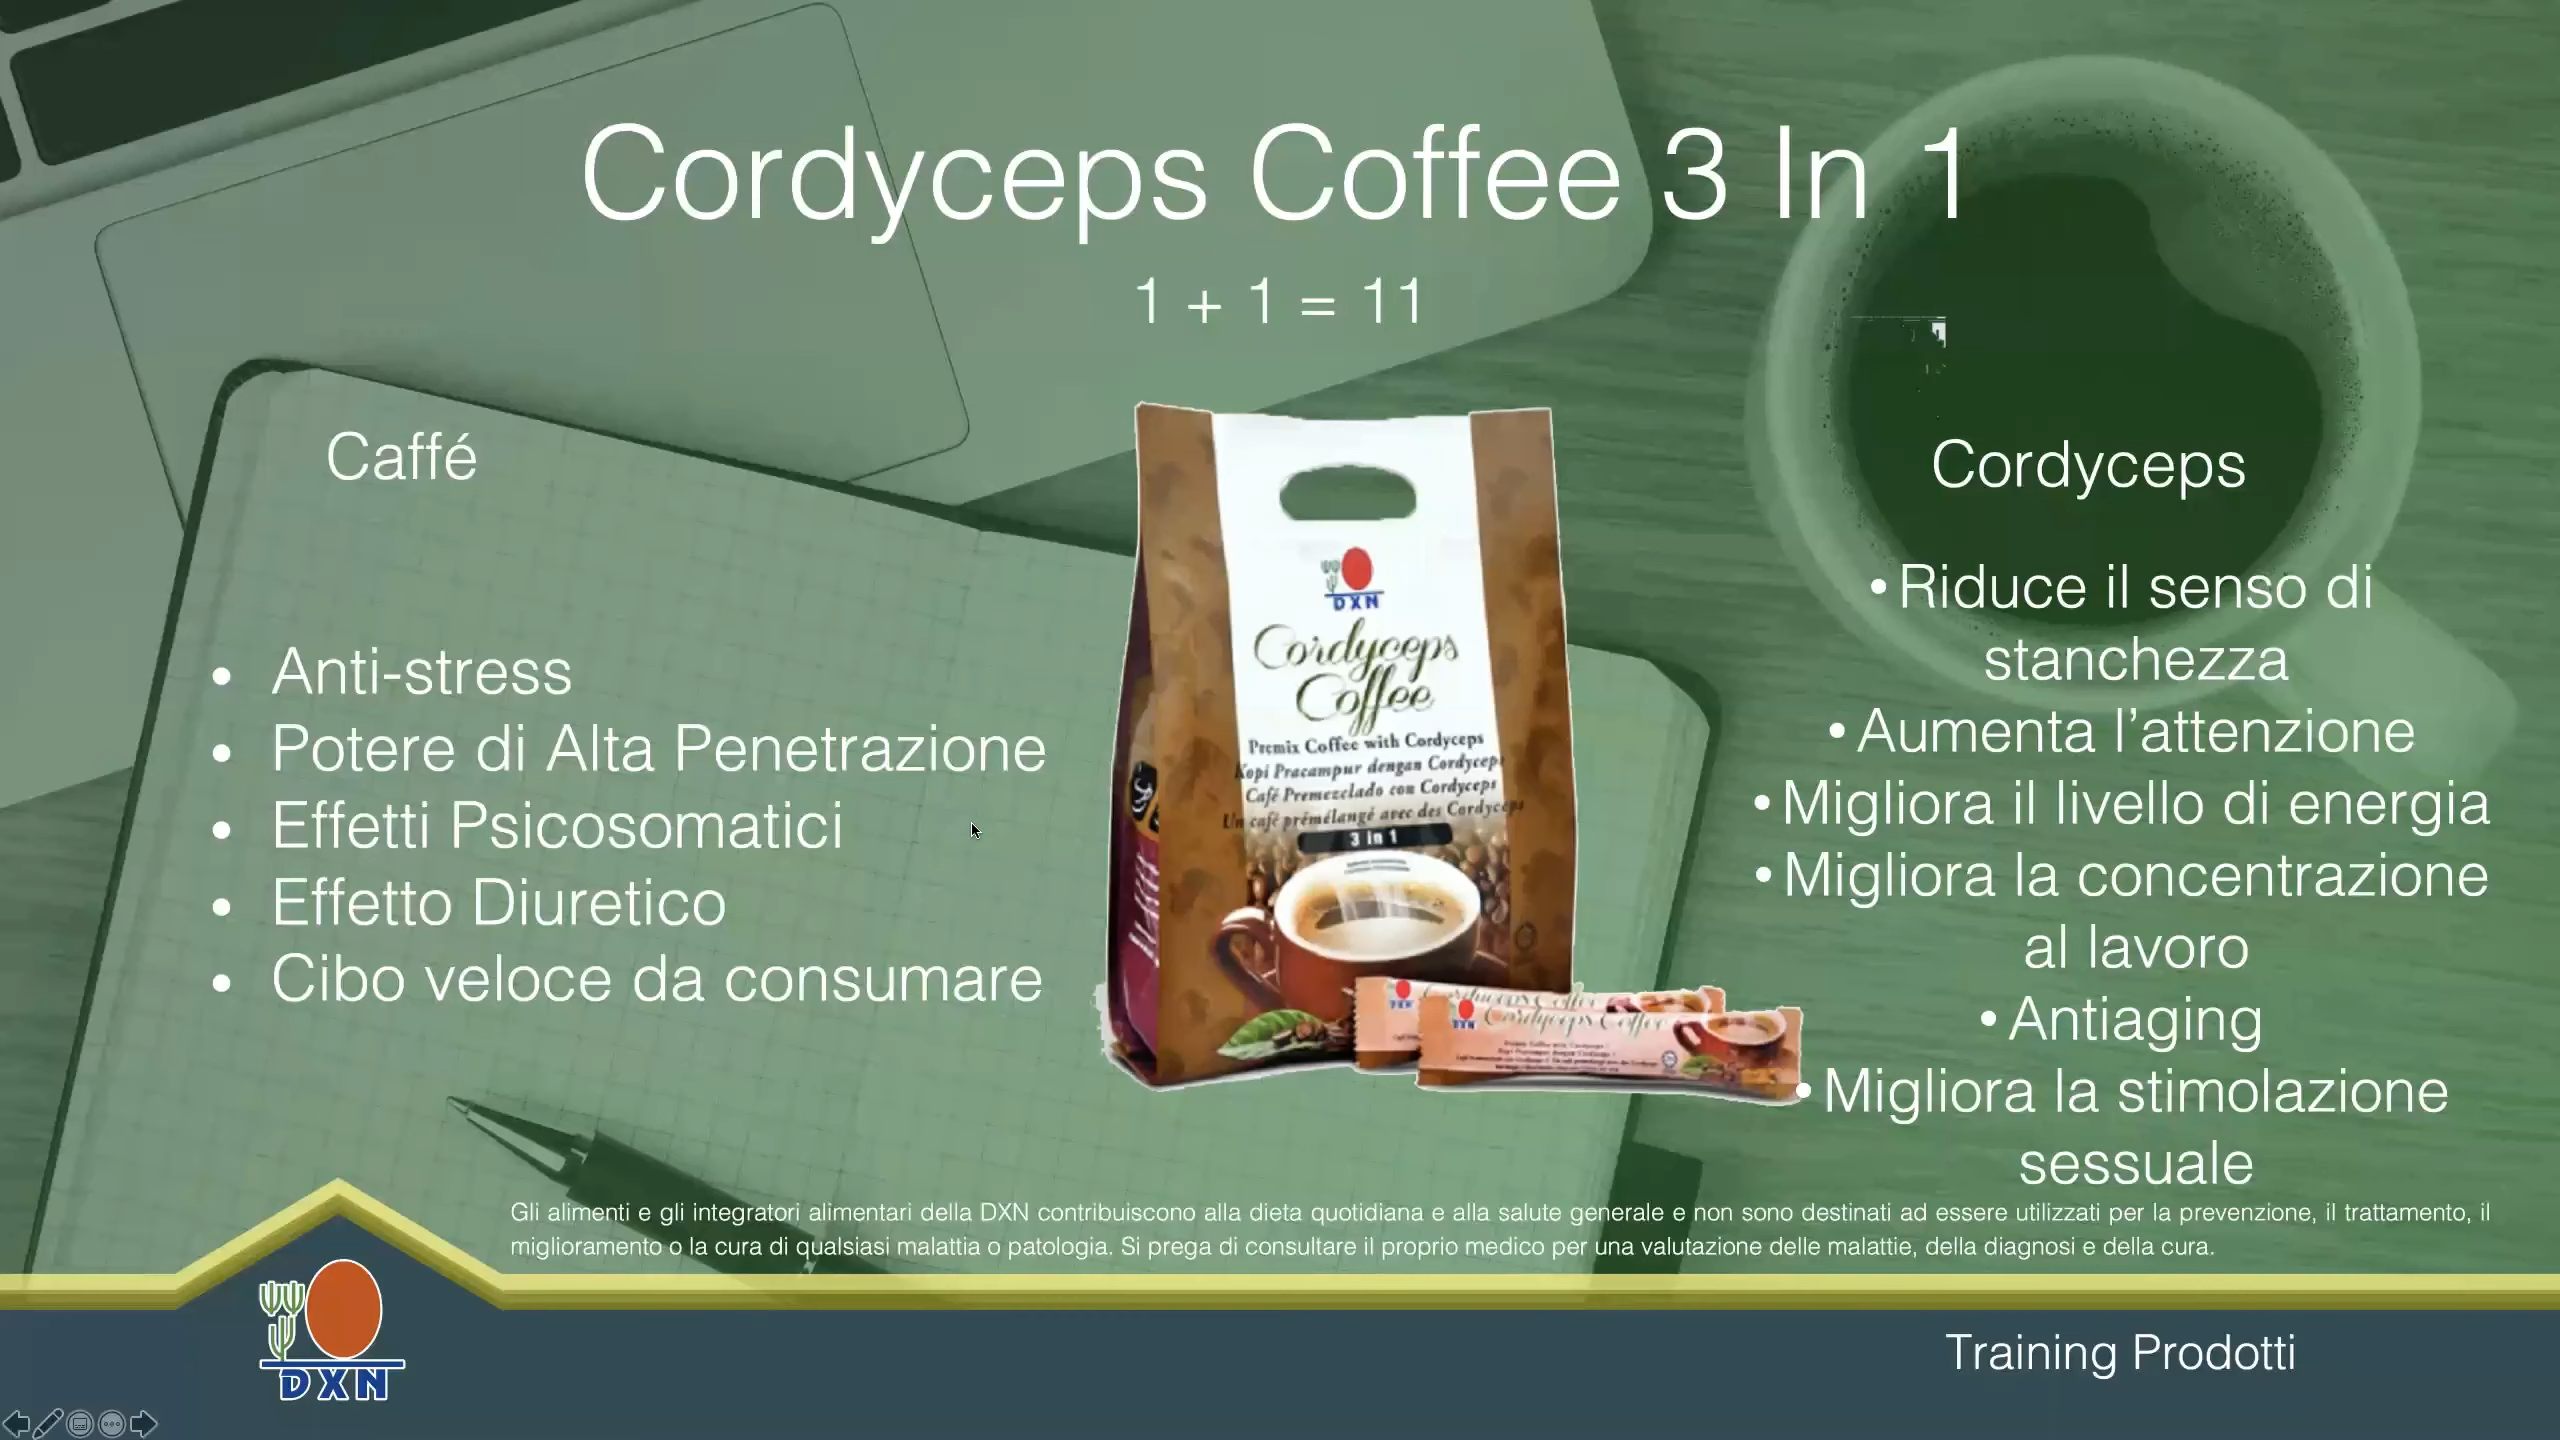 Cordyceps Coffee 3 In 1
1 + 1 = 11
Caffé
• Anti-stress
• Potere di Alta Penetrazione
• Effetti Psicosomatici
• Effetto Diuretico
• Cibo veloce da consumare
DXN
Cordyceps
Coffee
Premix Coffee with Cordyceps
Kopi Pracampur dengan Cordyceps
Café Premezclado con Cordyceps
Un café prémélangé avec des Cordyceps
3 in 1
DXN
Cordyceps Coffee
DXN
Cordyceps Coffee
Cordyceps
• Riduce il senso di
stanchezza
• Aumenta l’attenzione
• Migliora il livello di energia
• Migliora la concentrazione
al lavoro
• Antiaging
• Migliora la stimolazione
sessuale
Gli alimenti e gli integratori alimentari della DXN contribuiscono alla dieta quotidiana e alla salute generale e non sono destinati ad essere utilizzati per la prevenzione, il trattamento, il
miglioramento o la cura di qualsiasi malattia o patologia. Si prega di consultare il proprio medico per una valutazione delle malattie, della diagnosi e della cura.
DXN
Training Prodotti